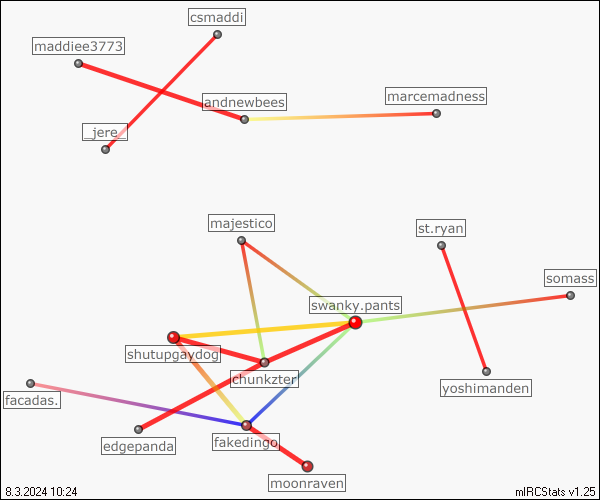 csmaddi
maddiee3773
marcemadness
andnewbees
_jere_
majestico
st.ryan
somass
swanky.pants
shutupgaydog
chunkzter
yoshimanden
facadas.
fakedingo
edgepanda
moonraven
8.3.2024 10:24
mIRCStats v1.25